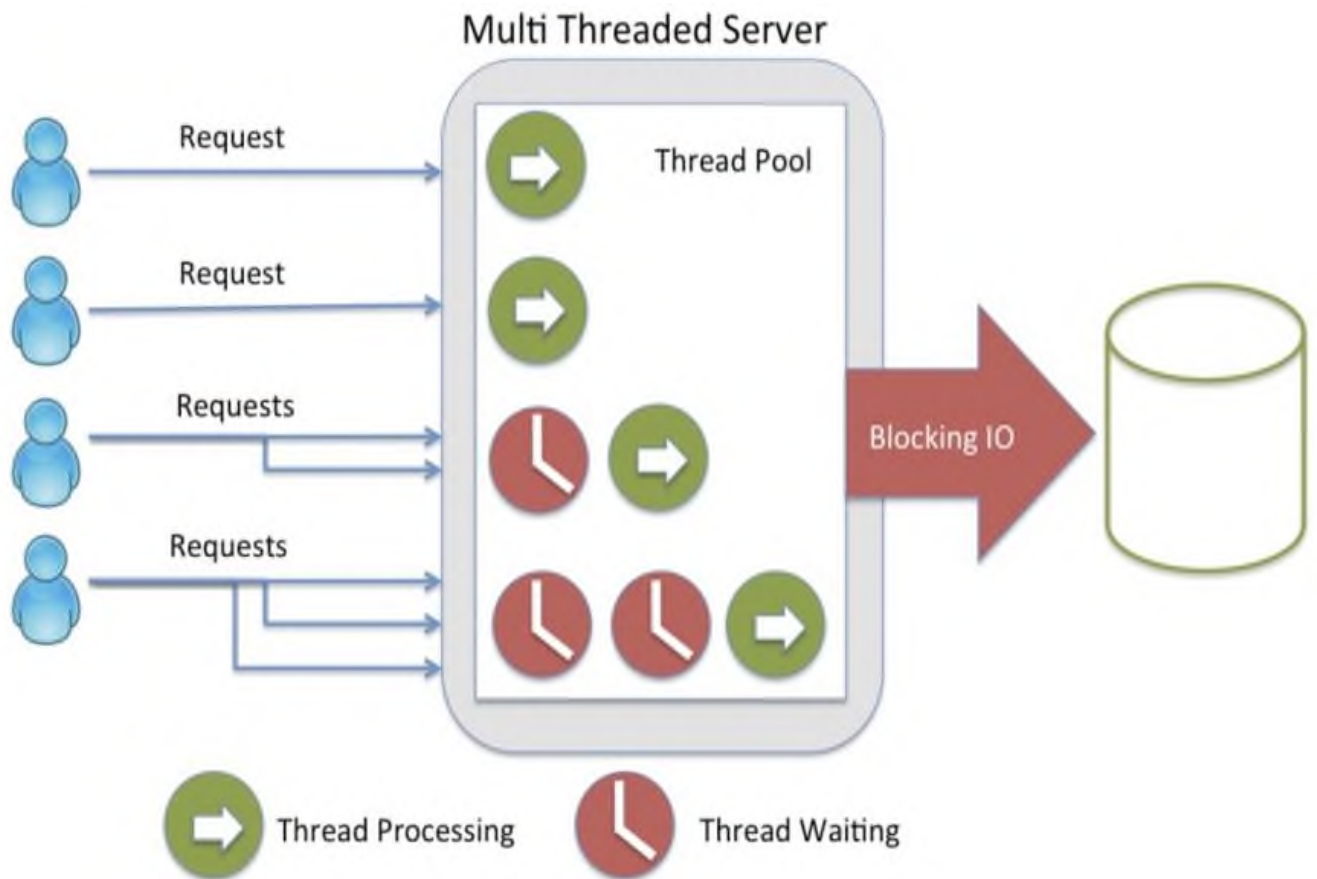 Multi Threaded Server
Request
Thread Pool
Request
Requests
Blocking IO
Requests
Thread Processing
Thread Waiting